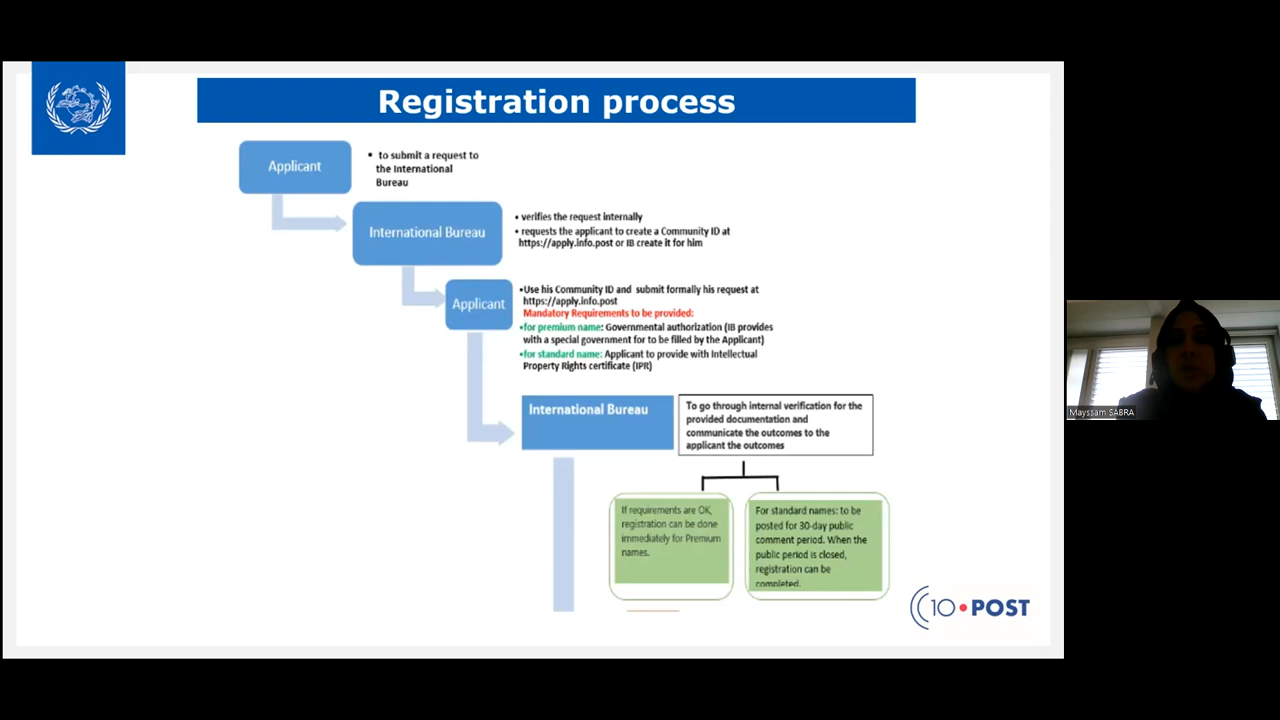 Registration process
Applicant
• to submit a request to
the International
Bureau
International Bureau
• verifies the request internally
• requests the applicant to create a Community ID at
https://apply.info.post or IB create it for him
Applicant
•Use his Community ID and submit formally his request at
https://apply.info.post
Mandatory Requirements to be provided:
•for premium name: Governmental authorization (IB provides
with a special government for to be filled by the Applicant)
•for standard name: Applicant to provide with Intellectual
Property Rights certificate (IPR)
International Bureau
To go through internal verification for the
provided documentation and
communicate the outcomes to the
applicant the outcomes
If requirements are OK,
registration can be done
immediately for Premium
names.
For standard names: to be
posted for 30-day public
comment period. When the
public period is closed,
registration can be
completed.
10•POST
Mayssam SABRA